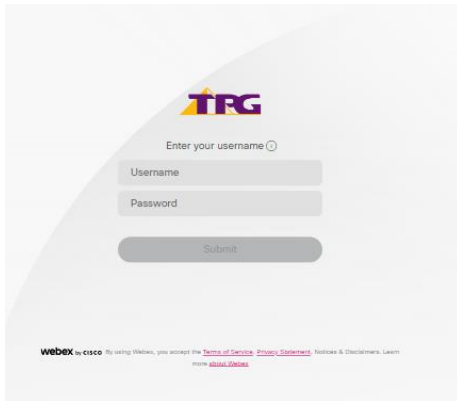 TPG
Enter your username
Username
Password
Submit
webex by CISCO By using Webex, you accept the Terms of Service, Privacy Statement, Notices & Disclaimers. Learn
more about Webex